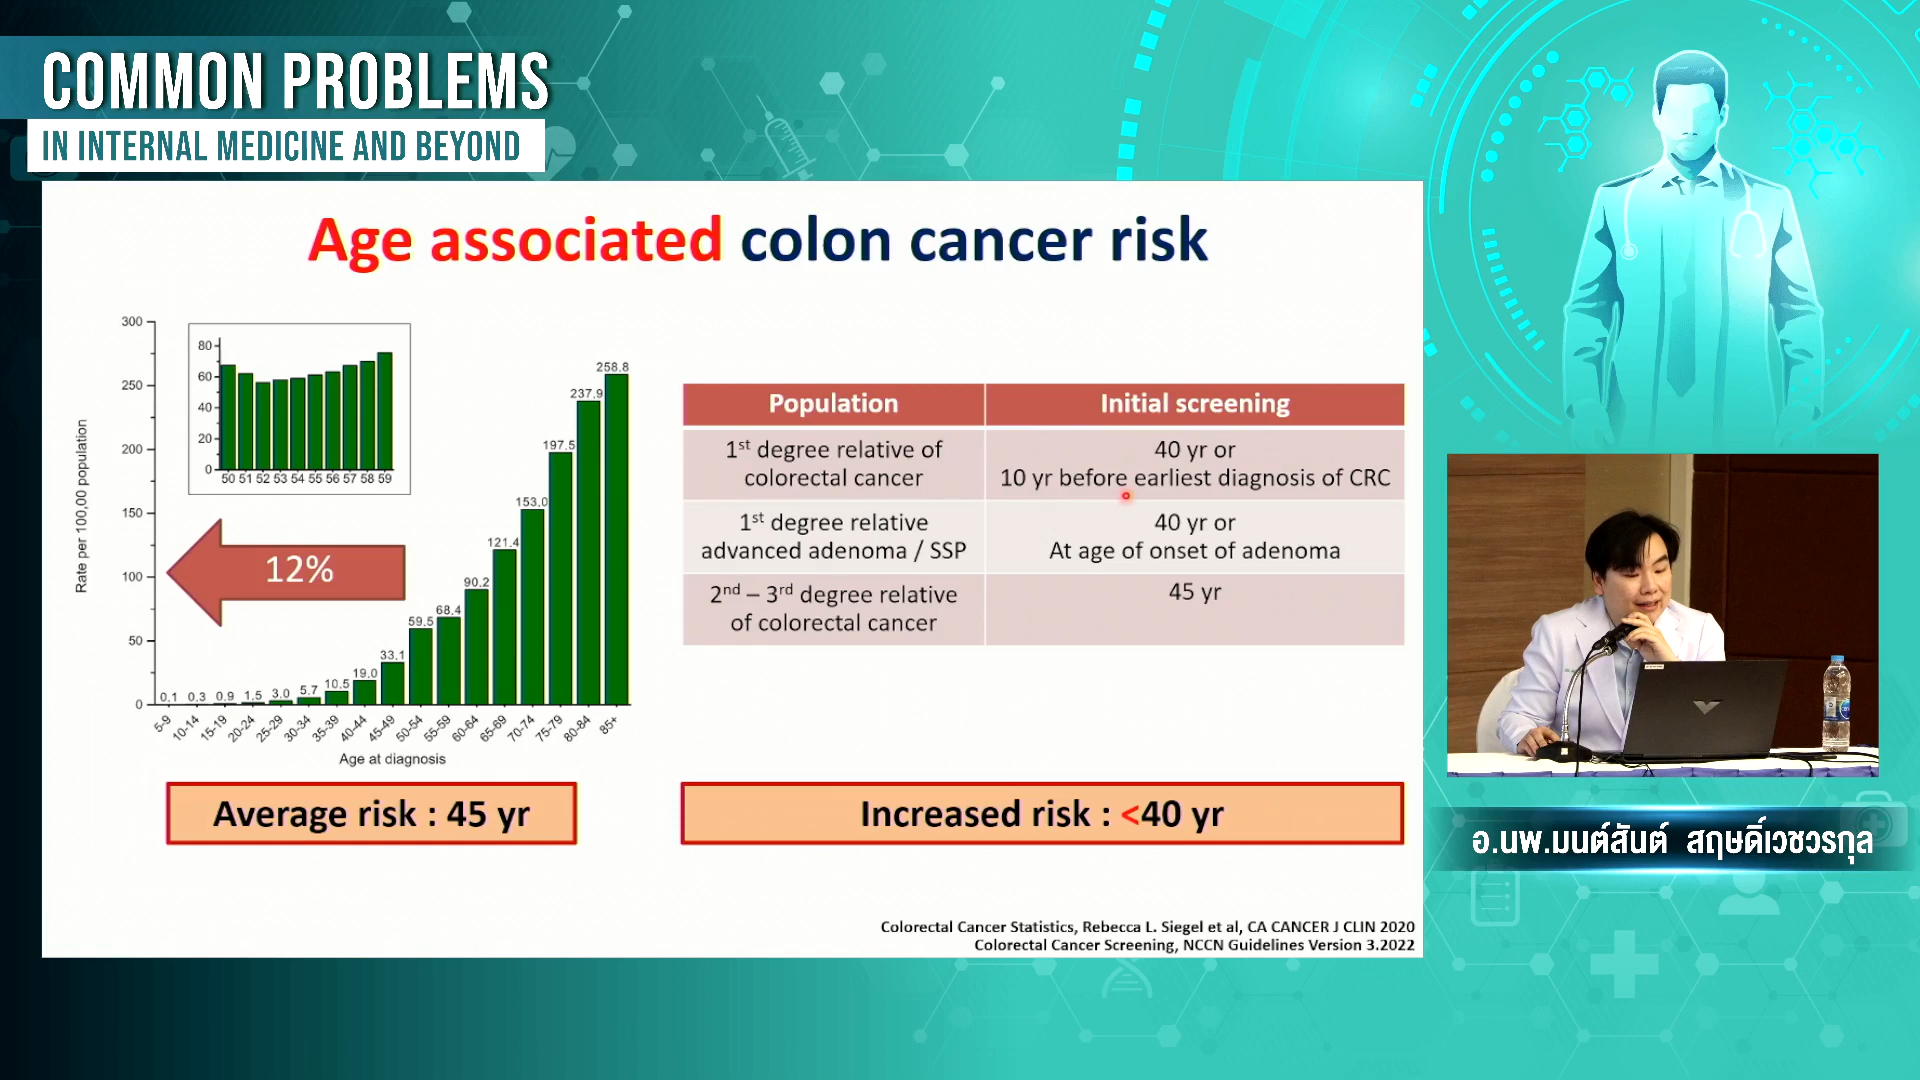 COMMON PROBLEMS
IN INTERNAL MEDICINE AND BEYOND
Age associated colon cancer risk
Rate per 100,00 population
300
250
200
150
100
50
0
80
60
40
20
0
50 51 52 53 54 55 56 57 58 59
12%
0.1 0.3 0.9 1.5 3.0 5.7 10.5 19.0 33.1 59.5 68.4 90.2 121.4 153.0 197.5 237.9 258.8
5-9 10-14 15-19 20-24 25-29 30-34 35-39 40-44 45-49 50-54 55-59 60-64 65-69 70-74 75-79 80-84 85+
Age at diagnosis
Average risk : 45 yr
Population Initial screening
1st degree relative of
colorectal cancer
40 yr or
10 yr before earliest diagnosis of CRC
1st degree relative
advanced adenoma / SSP
40 yr or
At age of onset of adenoma
2nd – 3rd degree relative
of colorectal cancer
45 yr
Increased risk : <40 yr
Colorectal Cancer Statistics, Rebecca L. Siegel et al, CA CANCER J CLIN 2020
Colorectal Cancer Screening, NCCN Guidelines Version 3.2022
อ.นพ.มนต์สันต์ สฤษดิ์เวชวรกุล